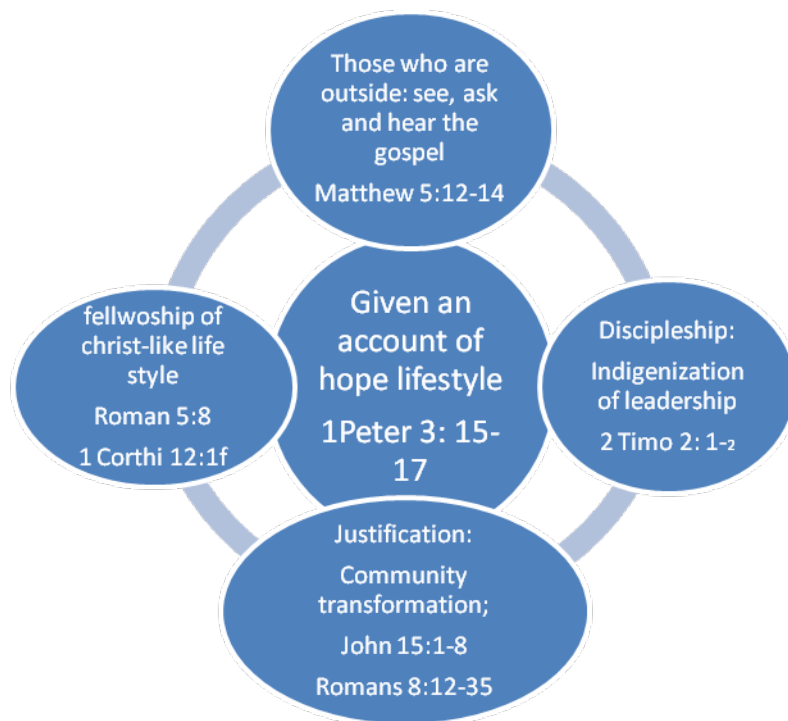 Those who are
outside: see, ask
and hear the
gospel
Matthew 5:12-14
fellwoship of
christ-like life
style
Roman 5:8
1 Corthi 12:1f
Given an
account of
hope lifestyle
1Peter 3: 15-
17
Discipleship:
Indigenization
of leadership
2 Timo 2: 1-₂
Justification:
Community
transformation;
John 15:1-8
Romans 8:12-35